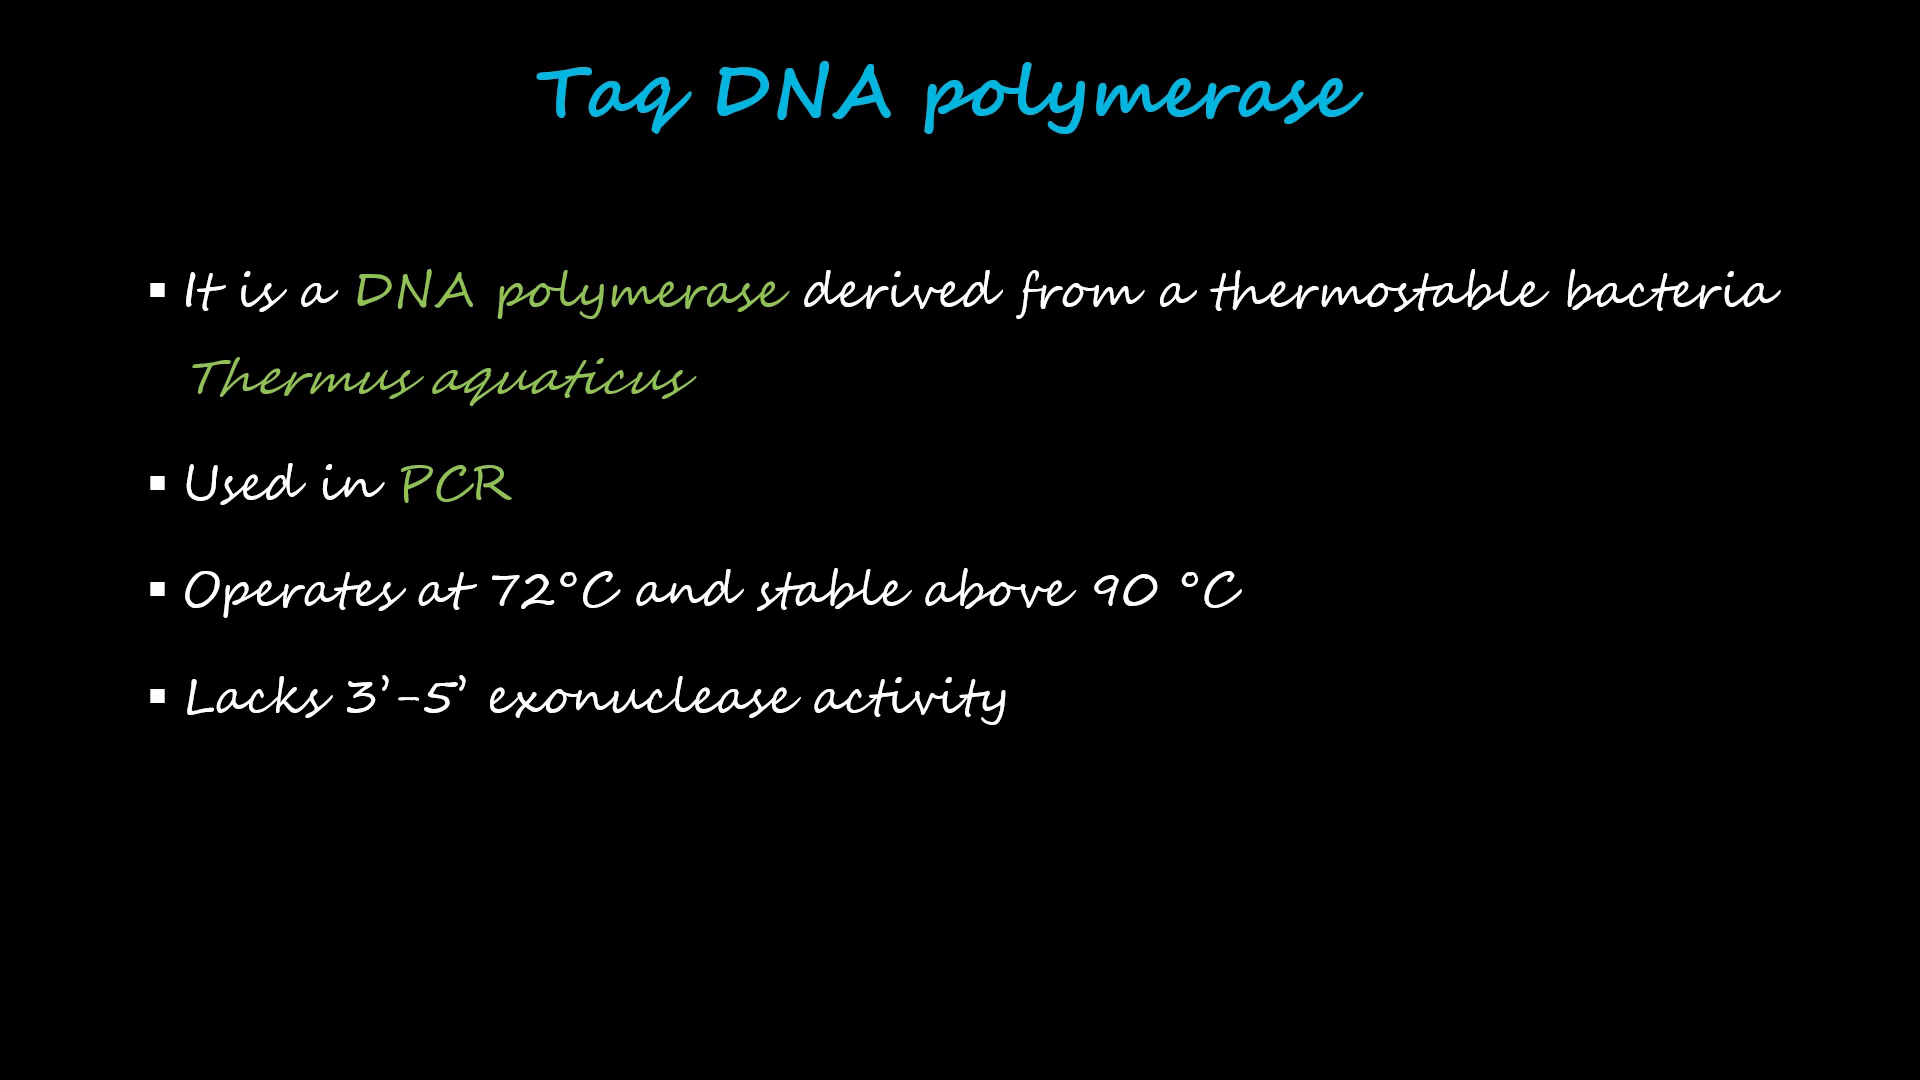 Taq DNA polymerase
▪ It is a DNA polymerase derived from a thermostable bacteria
Thermus aquaticus
▪ Used in PCR
▪ Operates at 72°C and stable above 90 °C
▪ Lacks 3’-5’ exonuclease activity